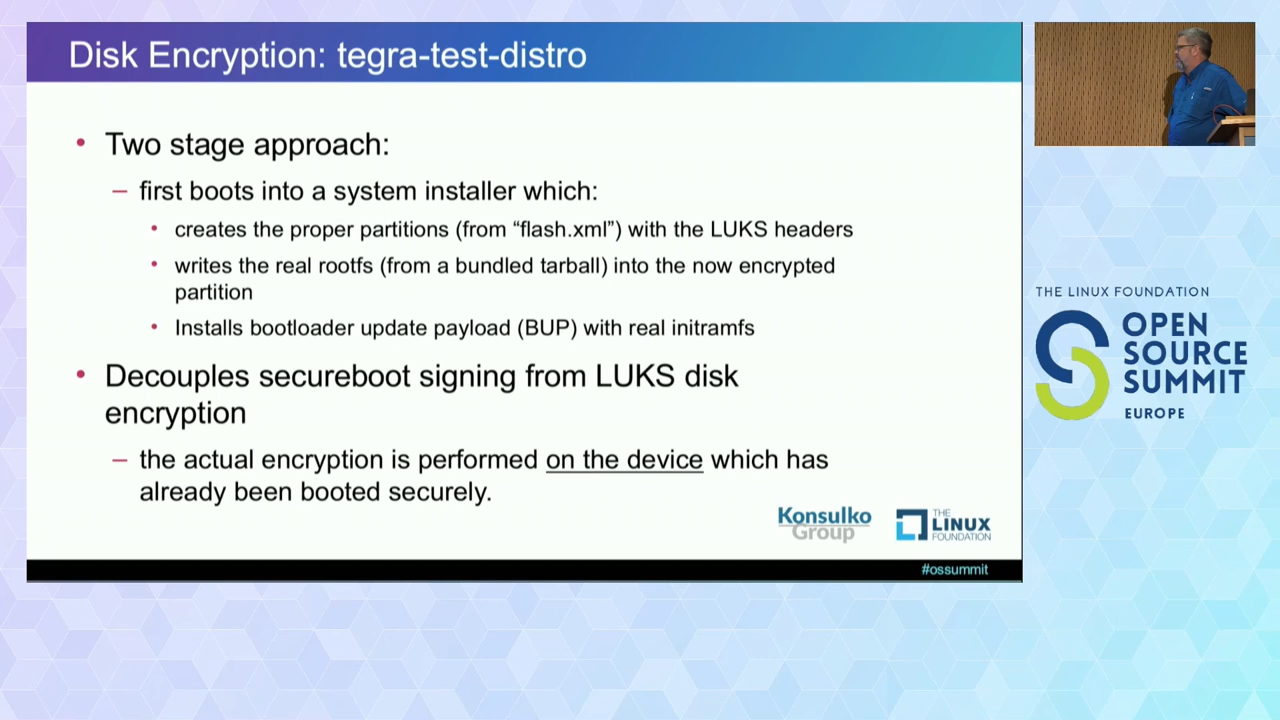 Disk Encryption: tegra-test-distro
• Two stage approach:
– first boots into a system installer which:
• creates the proper partitions (from “flash.xml”) with the LUKS headers
• writes the real rootfs (from a bundled tarball) into the now encrypted
partition
• Installs bootloader update payload (BUP) with real initramfs
• Decouples secureboot signing from LUKS disk
encryption
– the actual encryption is performed on the device which has
already been booted securely.
Konsulko
Group
THE
LINUX
FOUNDATION
#ossummit
THE LINUX FOUNDATION
OPEN
SOURCE
SUMMIT
EUROPE